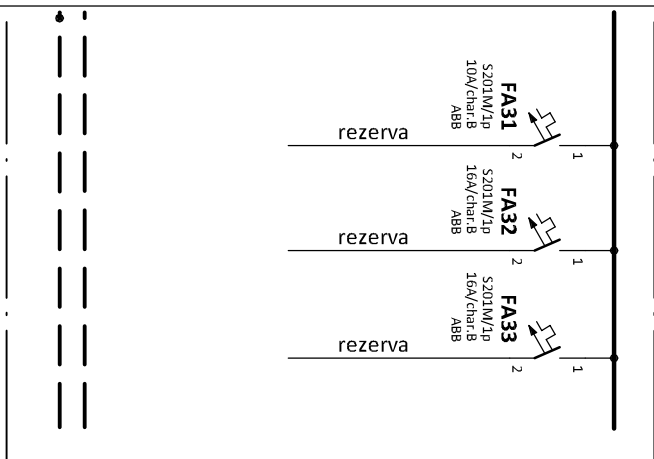 FA31
S201M/1p
10A/char.B
ABB
rezerva
2
1
FA32
S201M/1p
16A/char.B
ABB
rezerva
2
1
FA33
S201M/1p
16A/char.B
ABB
rezerva
2
1